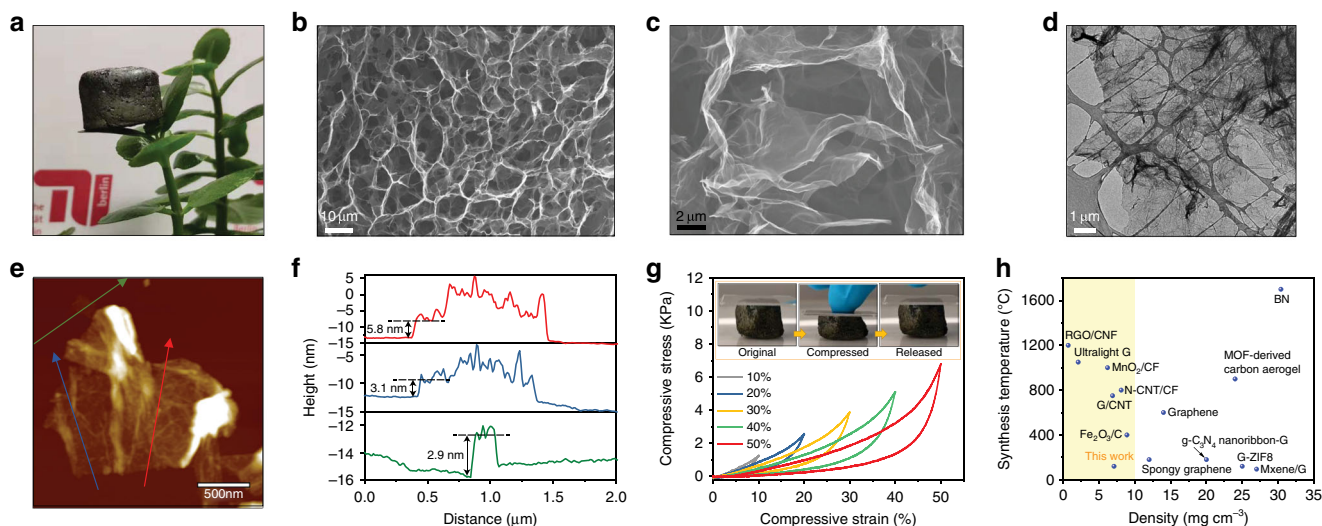 a
berlin
b
10 μm
c
2 μm
d
1 μm
e
500nm
f
Height (nm)
5
0
−5
−10
−15
5.8 nm
−5
−10
−15
3.1 nm
−12
−14
−16
2.9 nm
0.0 0.5 1.0 1.5 2.0
Distance (μm)
g
Compressive stress (KPa)
12
10
8
6
4
2
0
Original Compressed Released
10%
20%
30%
40%
50%
0 10 20 30 40 50
Compressive strain (%)
h
Synthesis temperature (°C)
1600
1200
800
400
0
BN
RGO/CNF
Ultralight G
MnO₂/CF
MOF-derived
carbon aerogel
N-CNT/CF
G/CNT
Graphene
Fe₂O₃/C
g-C₃N₄ nanoribbon-G
This work
G-ZIF8
Spongy graphene
Mxene/G
0 5 10 15 20 25 30 35
Density (mg cm⁻³)